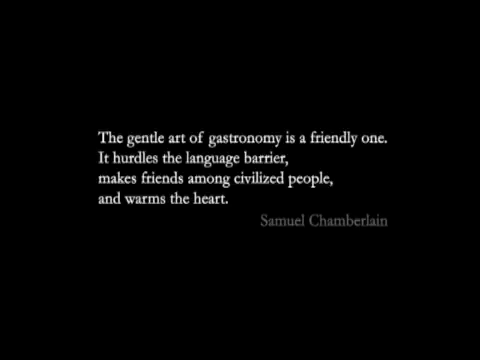 The gentle art of gastronomy is a friendly one.
It hurdles the language barrier,
makes friends among civilized people,
and warms the heart.
Samuel Chamberlain